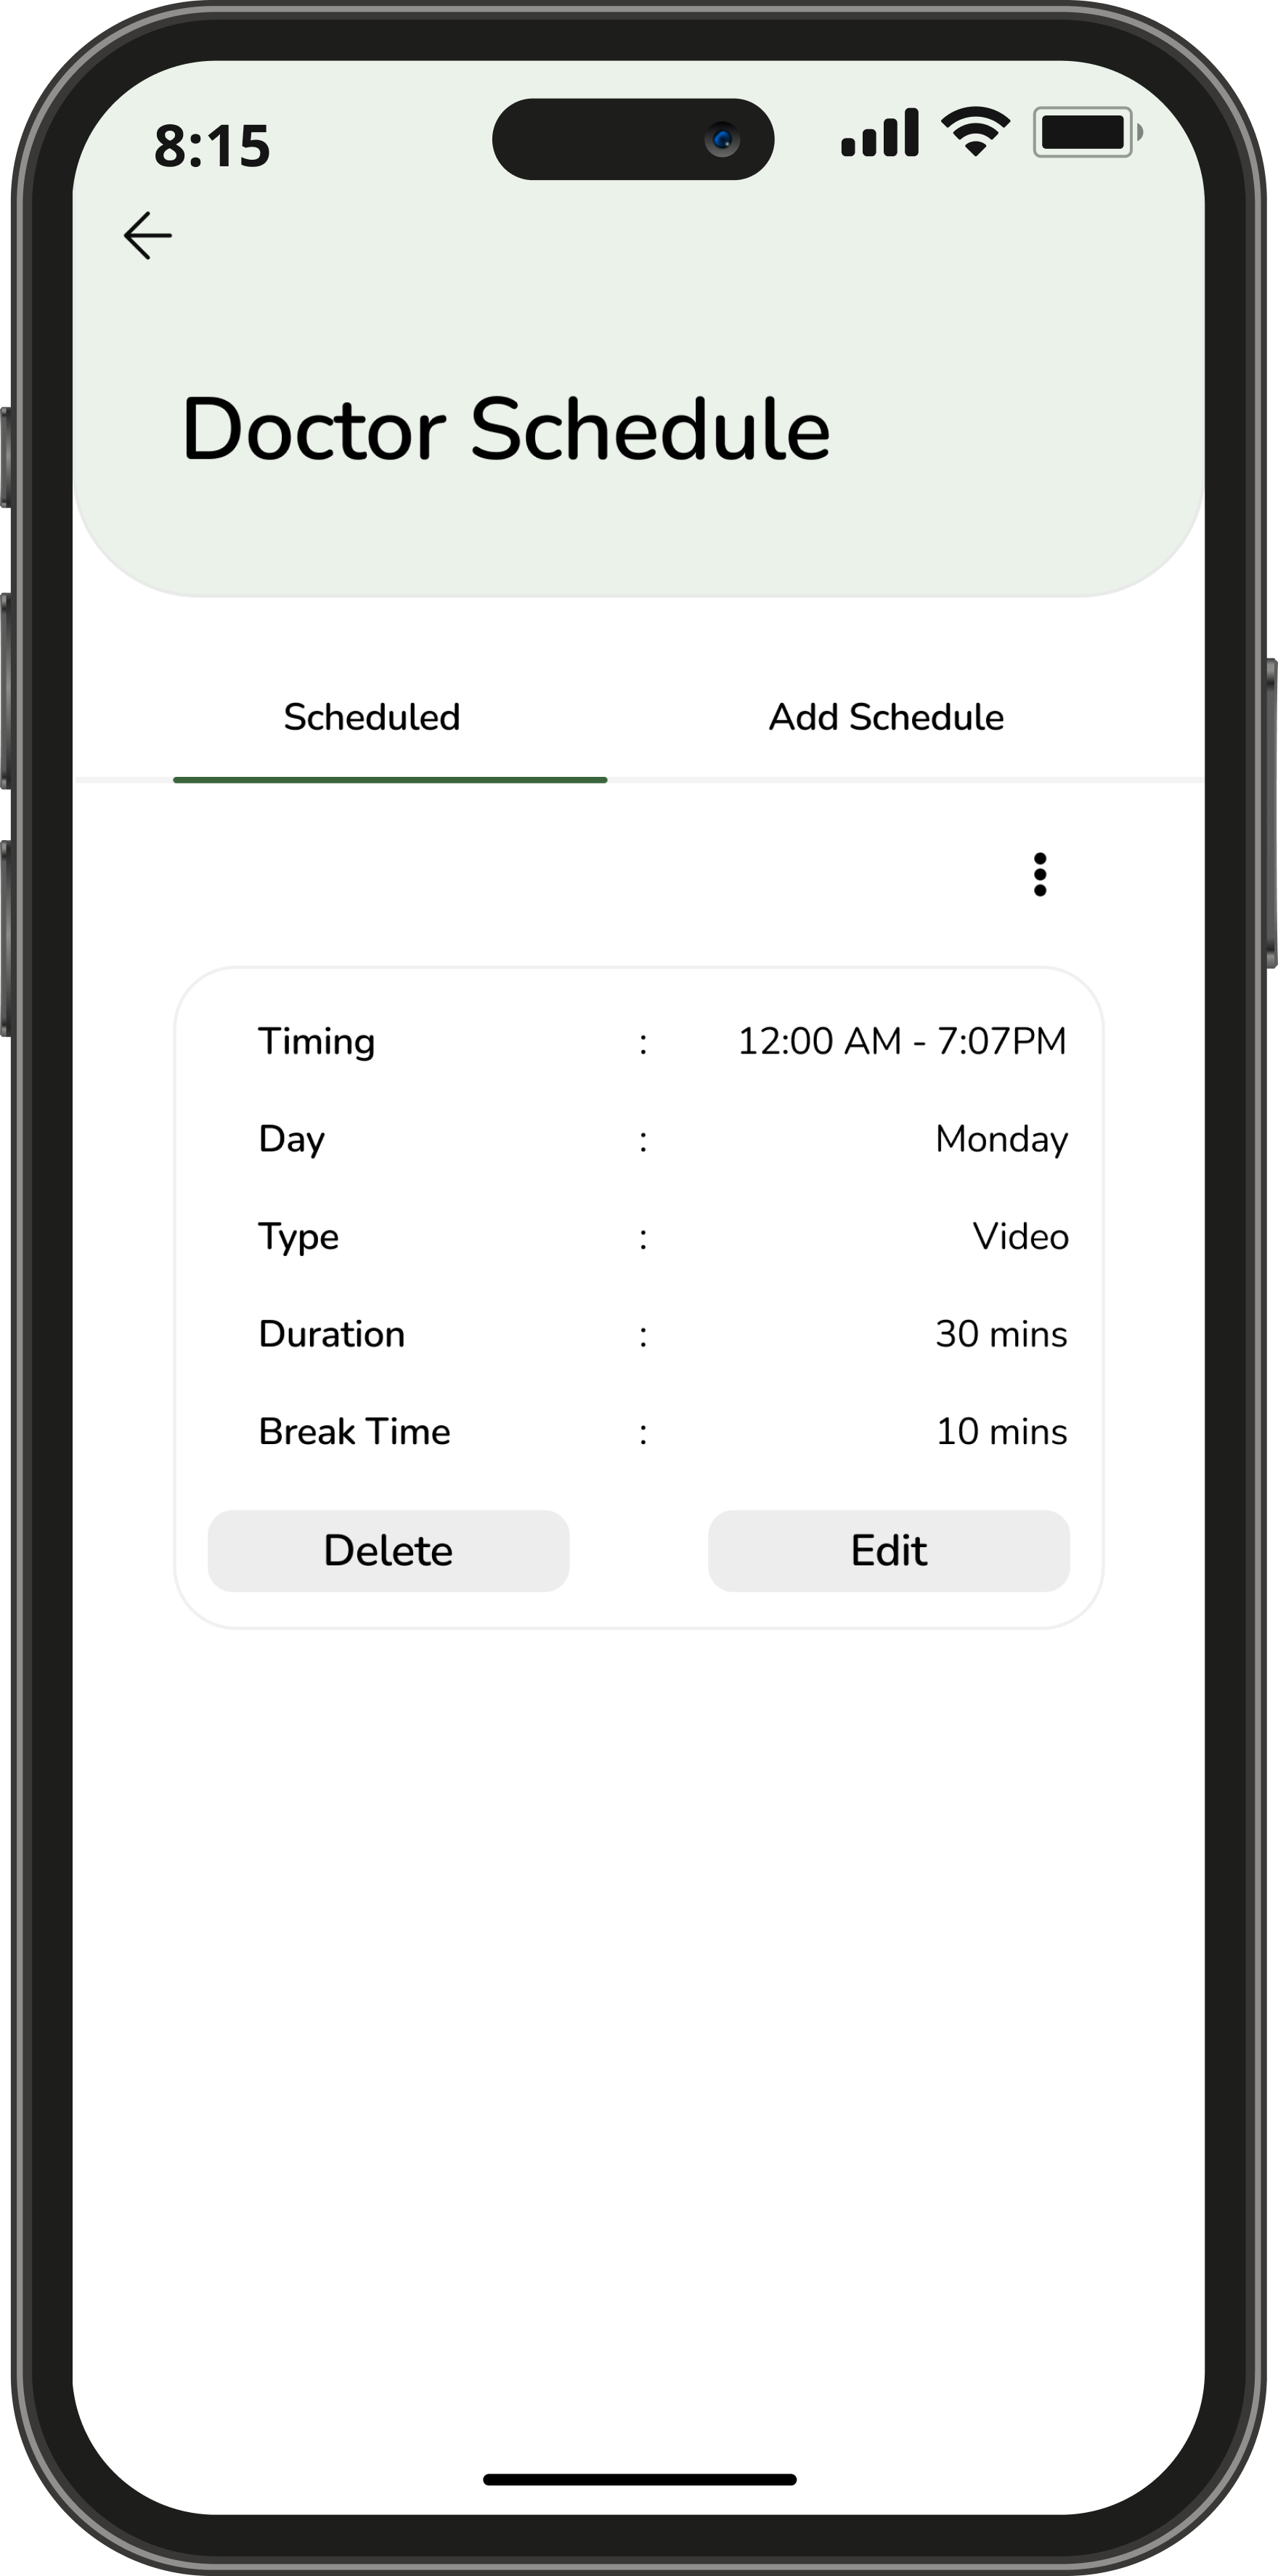 8:15
Doctor Schedule
Scheduled Add Schedule
Timing : 12:00 AM - 7:07PM
Day : Monday
Type : Video
Duration : 30 mins
Break Time : 10 mins
Delete Edit